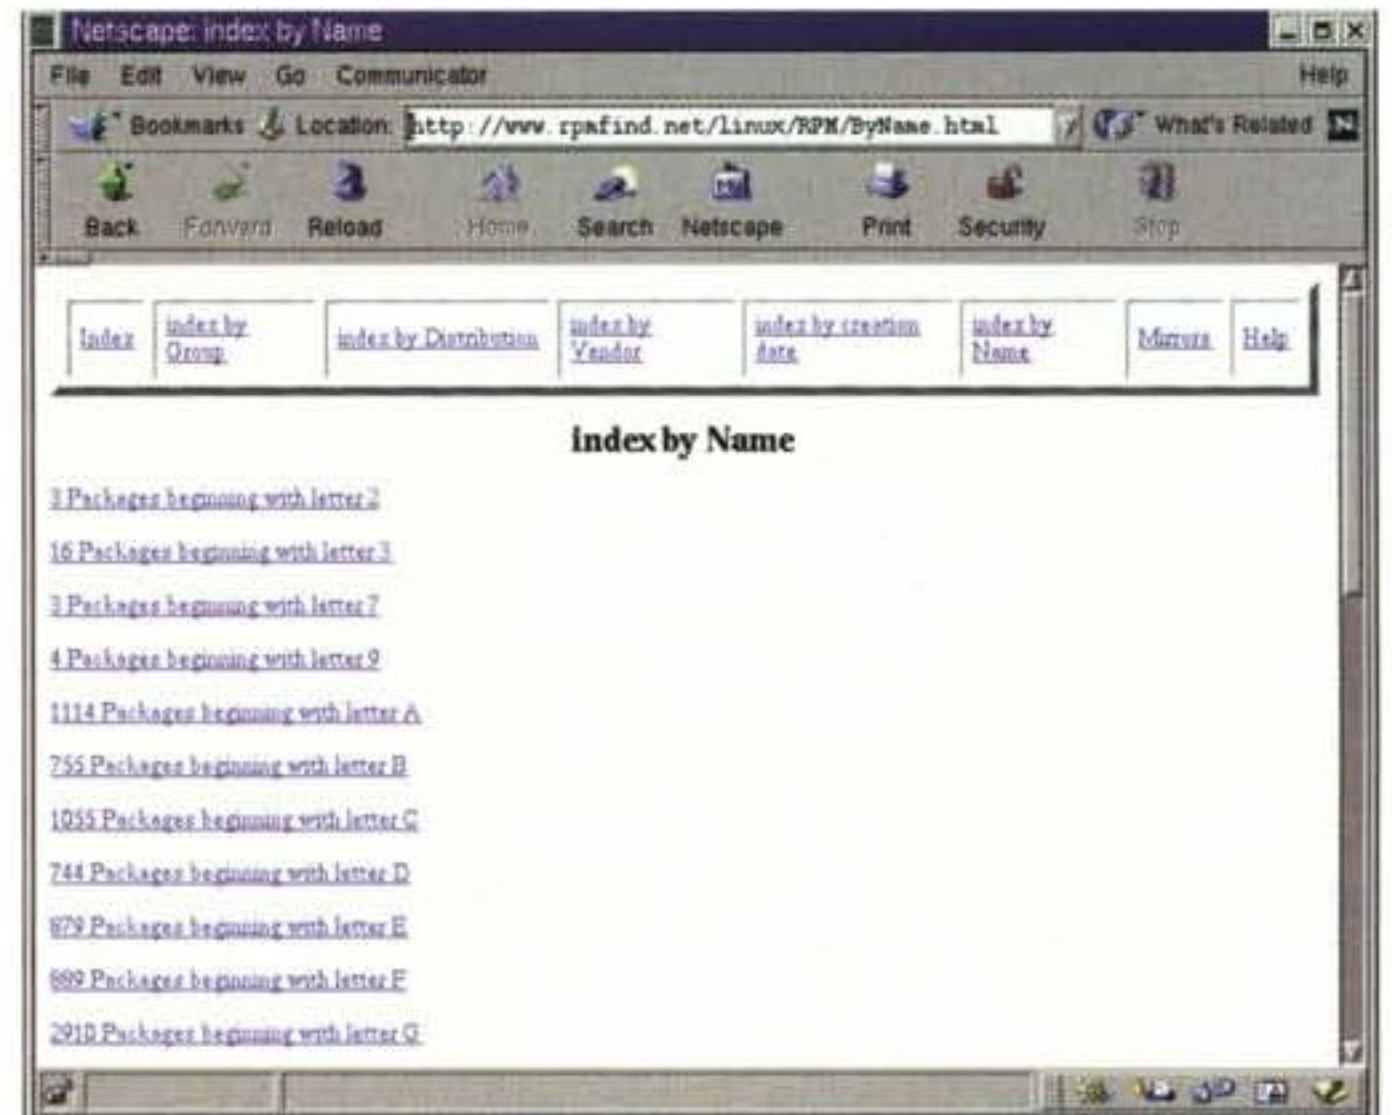 Netscape: index by Name
File Edit View Go Communicator Help
Bookmarks Location: http://www.rpmfind.net/linux/RPM/ByName.html What's Related N
Back Forward Reload Home Search Netscape Print Security Stop
Index index by Group index by Distribution index by Vendor index by creation date index by Name Mirrors Help
index by Name
3 Packages beginning with letter 2
16 Packages beginning with letter 3
3 Packages beginning with letter 7
4 Packages beginning with letter 9
1114 Packages beginning with letter A
755 Packages beginning with letter B
1055 Packages beginning with letter C
744 Packages beginning with letter D
879 Packages beginning with letter E
889 Packages beginning with letter F
2910 Packages beginning with letter G